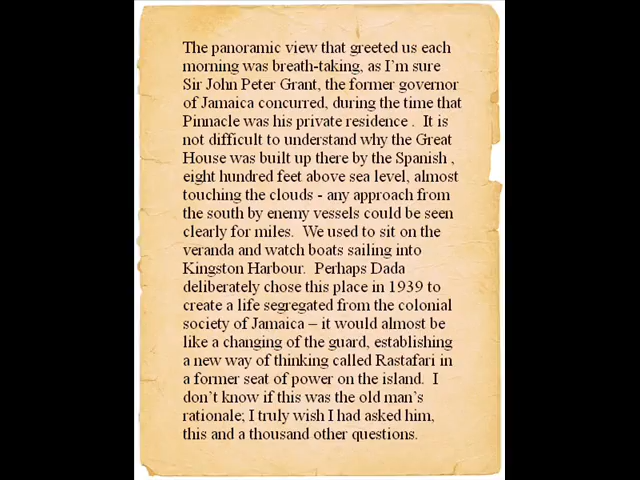 The panoramic view that greeted us each
morning was breath-taking, as I'm sure
Sir John Peter Grant, the former governor
of Jamaica concurred, during the time that
Pinnacle was his private residence .  It is
not difficult to understand why the Great
House was built up there by the Spanish ,
eight hundred feet above sea level, almost
touching the clouds - any approach from
the south by enemy vessels could be seen
clearly for miles.  We used to sit on the
veranda and watch boats sailing into
Kingston Harbour.  Perhaps Dada
deliberately chose this place in 1939 to
create a life segregated from the colonial
society of Jamaica – it would almost be
like a changing of the guard, establishing
a new way of thinking called Rastafari in
a former seat of power on the island.  I
don't know if this was the old man's
rationale; I truly wish I had asked him,
this and a thousand other questions.